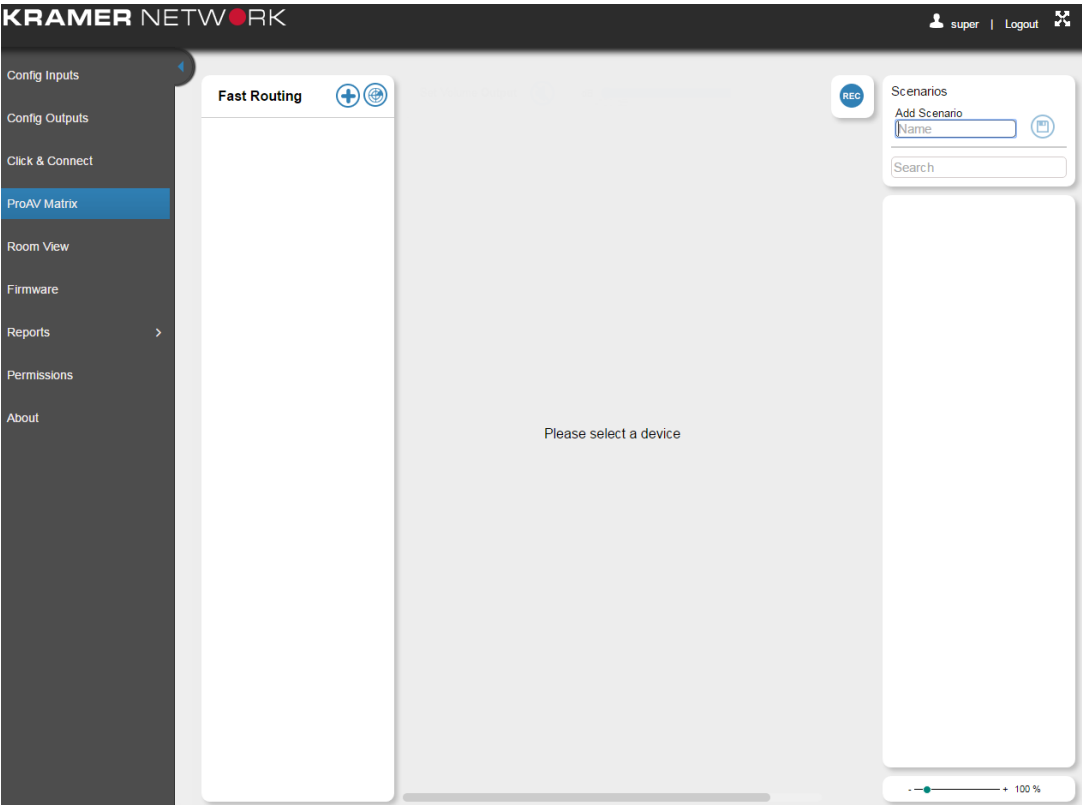 KRAMER NETWORK
super | Logout
Config Inputs
Config Outputs
Click & Connect
ProAV Matrix
Room View
Firmware
Reports >
Permissions
About
Fast Routing
Please select a device
REC
Scenarios
Add Scenario
Name
Search
- + 100 %